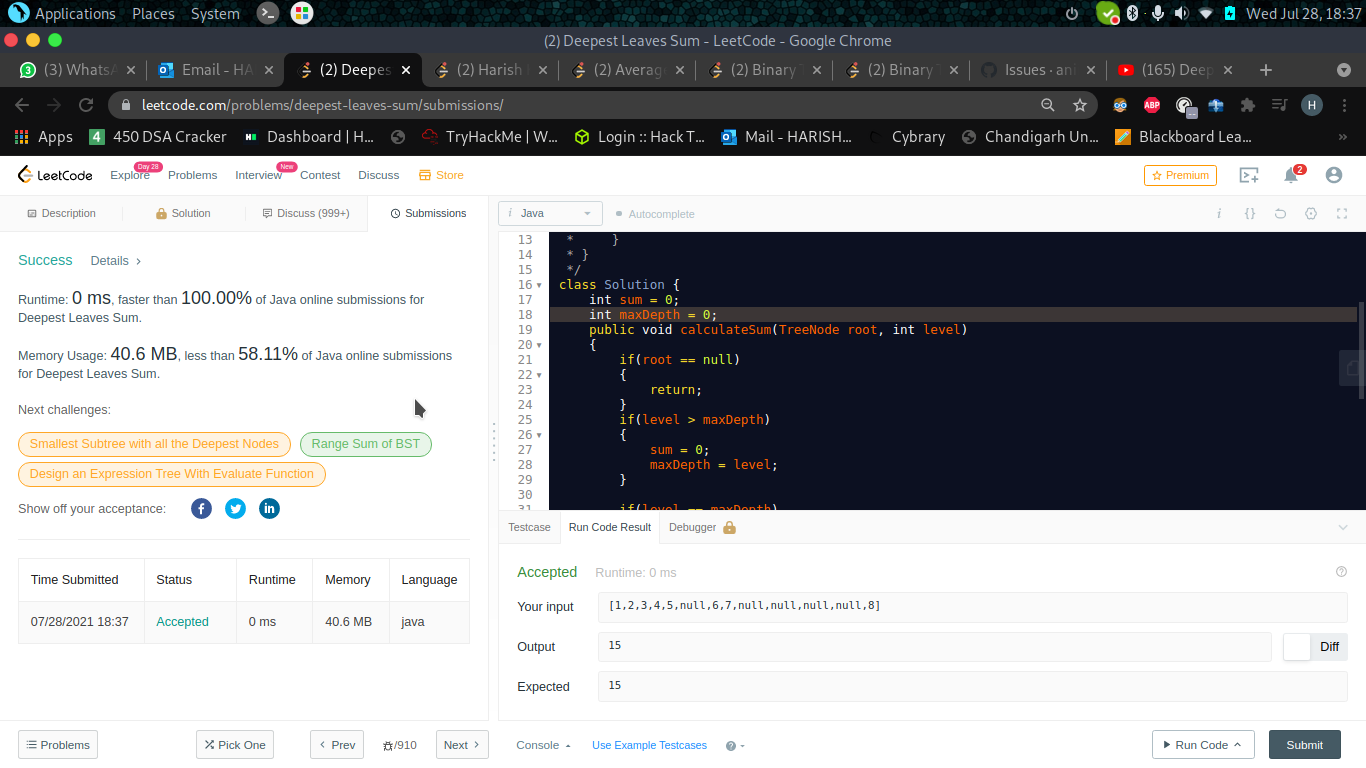 Applications Places System Wed Jul 28, 18:37
(2) Deepest Leaves Sum - LeetCode - Google Chrome
(3) WhatsA Email - HA (2) Deepes (2) Harish (2) Averag (2) Binary T (2) Binary T Issues · an (165) Deep
leetcode.com/problems/deepest-leaves-sum/submissions/ ABP H
Apps 4 450 DSA Cracker Dashboard | H... TryHackMe | W... Login :: Hack T... Mail - HARISH... Cybrary Chandigarh Un... Blackboard Lea... »
LeetCode Explore Day 28 Problems Interview New Contest Discuss Store Premium 2
Description Solution Discuss (999+) Submissions
i Java Autocomplete i {}
Success Details >
Runtime: 0 ms, faster than 100.00% of Java online submissions for
Deepest Leaves Sum.
Memory Usage: 40.6 MB, less than 58.11% of Java online submissions
for Deepest Leaves Sum.
Next challenges:
Smallest Subtree with all the Deepest Nodes Range Sum of BST
Design an Expression Tree With Evaluate Function
Show off your acceptance:
Time Submitted Status Runtime Memory Language
07/28/2021 18:37 Accepted 0 ms 40.6 MB java
13 *     }
14 * }
15 */
16 class Solution {
17 int sum = 0;
18 int maxDepth = 0;
19 public void calculateSum(TreeNode root, int level)
20 {
21 if(root == null)
22 {
23 return;
24 }
25 if(level > maxDepth)
26 {
27 sum = 0;
28 maxDepth = level;
29 }
30
31 if(level == maxDepth)
Testcase Run Code Result Debugger
Accepted Runtime: 0 ms
Your input [1,2,3,4,5,null,6,7,null,null,null,null,8]
Output 15 Diff
Expected 15
Problems Pick One Prev /910 Next Console Use Example Testcases Run Code Submit